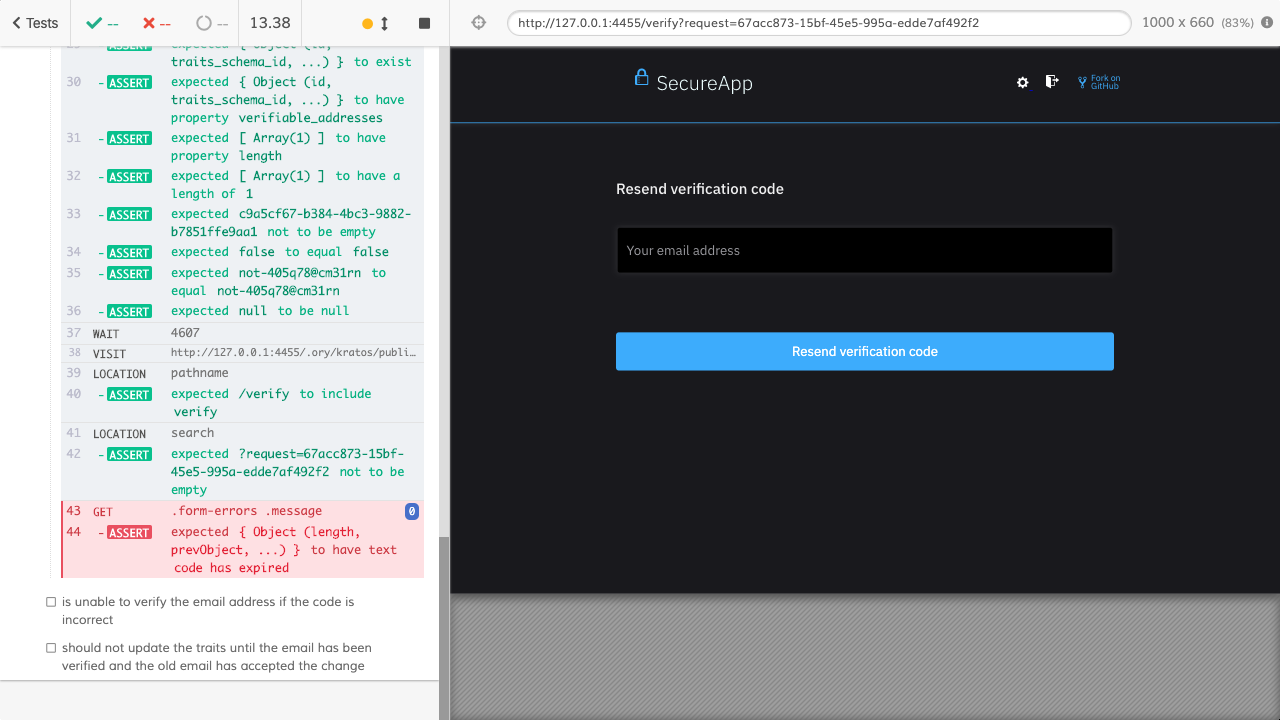 Tests
--
--
--
13.38
http://127.0.0.1:4455/verify?request=67acc873-15bf-45e5-995a-edde7af492f2
1000 x 660 (83%)
traits_schema_id, ...) } to exist
30 - ASSERT expected { Object (id,
traits_schema_id, ...) } to have
property verifiable_addresses
31 - ASSERT expected [ Array(1) ] to have
property length
32 - ASSERT expected [ Array(1) ] to have a
length of 1
33 - ASSERT expected c9a5cf67-b384-4bc3-9882-
b7851ffe9aa1 not to be empty
34 - ASSERT expected false to equal false
35 - ASSERT expected not-405q78@cm31rn to
equal not-405q78@cm31rn
36 - ASSERT expected null to be null
37 WAIT 4607
38 VISIT http://127.0.0.1:4455/.ory/kratos/publi…
39 LOCATION pathname
40 - ASSERT expected /verify to include
verify
41 LOCATION search
42 - ASSERT expected ?request=67acc873-15bf-
45e5-995a-edde7af492f2 not to be
empty
43 GET .form-errors .message 0
44 - ASSERT expected { Object (length,
prevObject, ...) } to have text
code has expired
is unable to verify the email address if the code is
incorrect
should not update the traits until the email has been
verified and the old email has accepted the change
SecureApp
Fork on
GitHub
Resend verification code
Your email address
Resend verification code